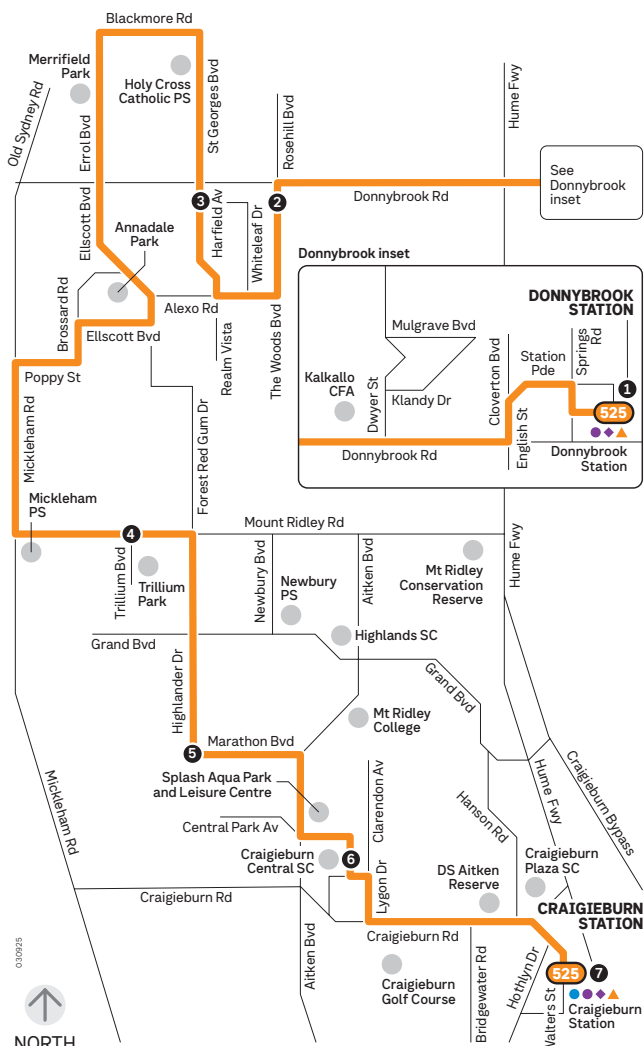 Blackmore Rd
Merrifield
Park
Holy Cross
Catholic PS
Old Sydney Rd
Errol Blvd
St Georges Bvd
Rosehill Bvd
Hume Fwy
See
Donnybrook
inset
Donnybrook Rd
3
2
Ellscott Bvd
Annadale
Park
Harfield Av
Whiteleaf Dr
Brossard Rd
Alexo Rd
Ellscott Bvd
Realm Vista
The Woods Bvd
Poppy St
Mickleham Rd
Forest Red Gum Dr
Donnybrook inset
DONNYBROOK
STATION
Mulgrave Bvd
Springs
Rd
Station
Pde
Cloverton Bvd
1
525
Kalkallo
CFA
Dwyer St
Klandy Dr
English St
Donnybrook Rd
Donnybrook
Station
Mickleham
PS
4
Mount Ridley Rd
Trillium Bvd
Trillium
Park
Newbury Bvd
Newbury
PS
Aitken Bvd
Mt Ridley
Conservation
Reserve
Hume Fwy
Grand Bvd
Highlands SC
Highlander Dr
Grand Bvd
Mt Ridley
College
5
Marathon Bvd
Splash Aqua Park
and Leisure Centre
Clarendon Av
Hanson Rd
Hume Fwy
Craigieburn Bypass
Mickleham Rd
Central Park Av
Craigieburn
Central SC
6
Lygon Dr
DS Aitken
Reserve
Craigieburn
Plaza SC
Craigieburn Rd
CRAIGIEBURN
STATION
Craigieburn Rd
Aitken Bvd
Craigieburn
Golf Course
Bridgewater Rd
Hothlyn Dr
Walters St
525
7
Craigieburn
Station
030925
NORTH